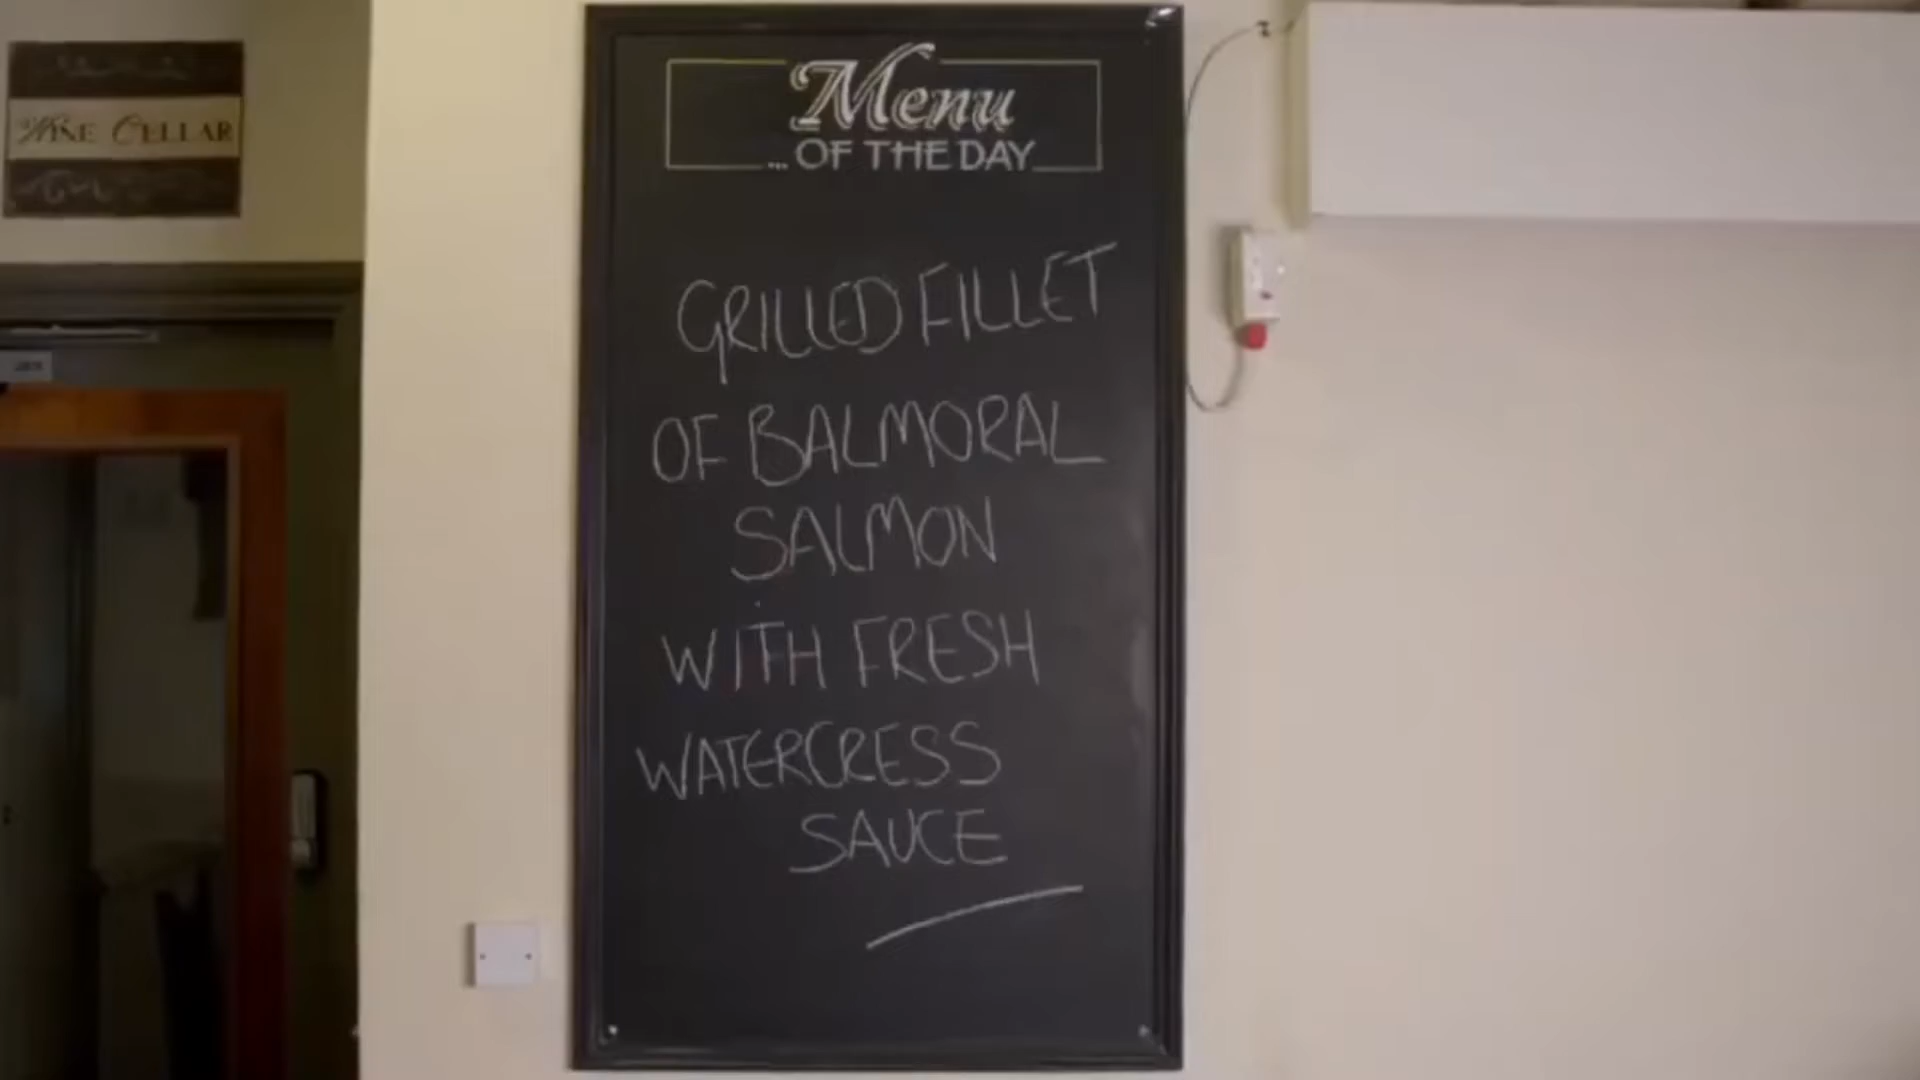 WINE CELLAR
Menu
... OF THE DAY
GRILLED FILLET
OF BALMORAL
SALMON
WITH FRESH
WATERCRESS
SAUCE